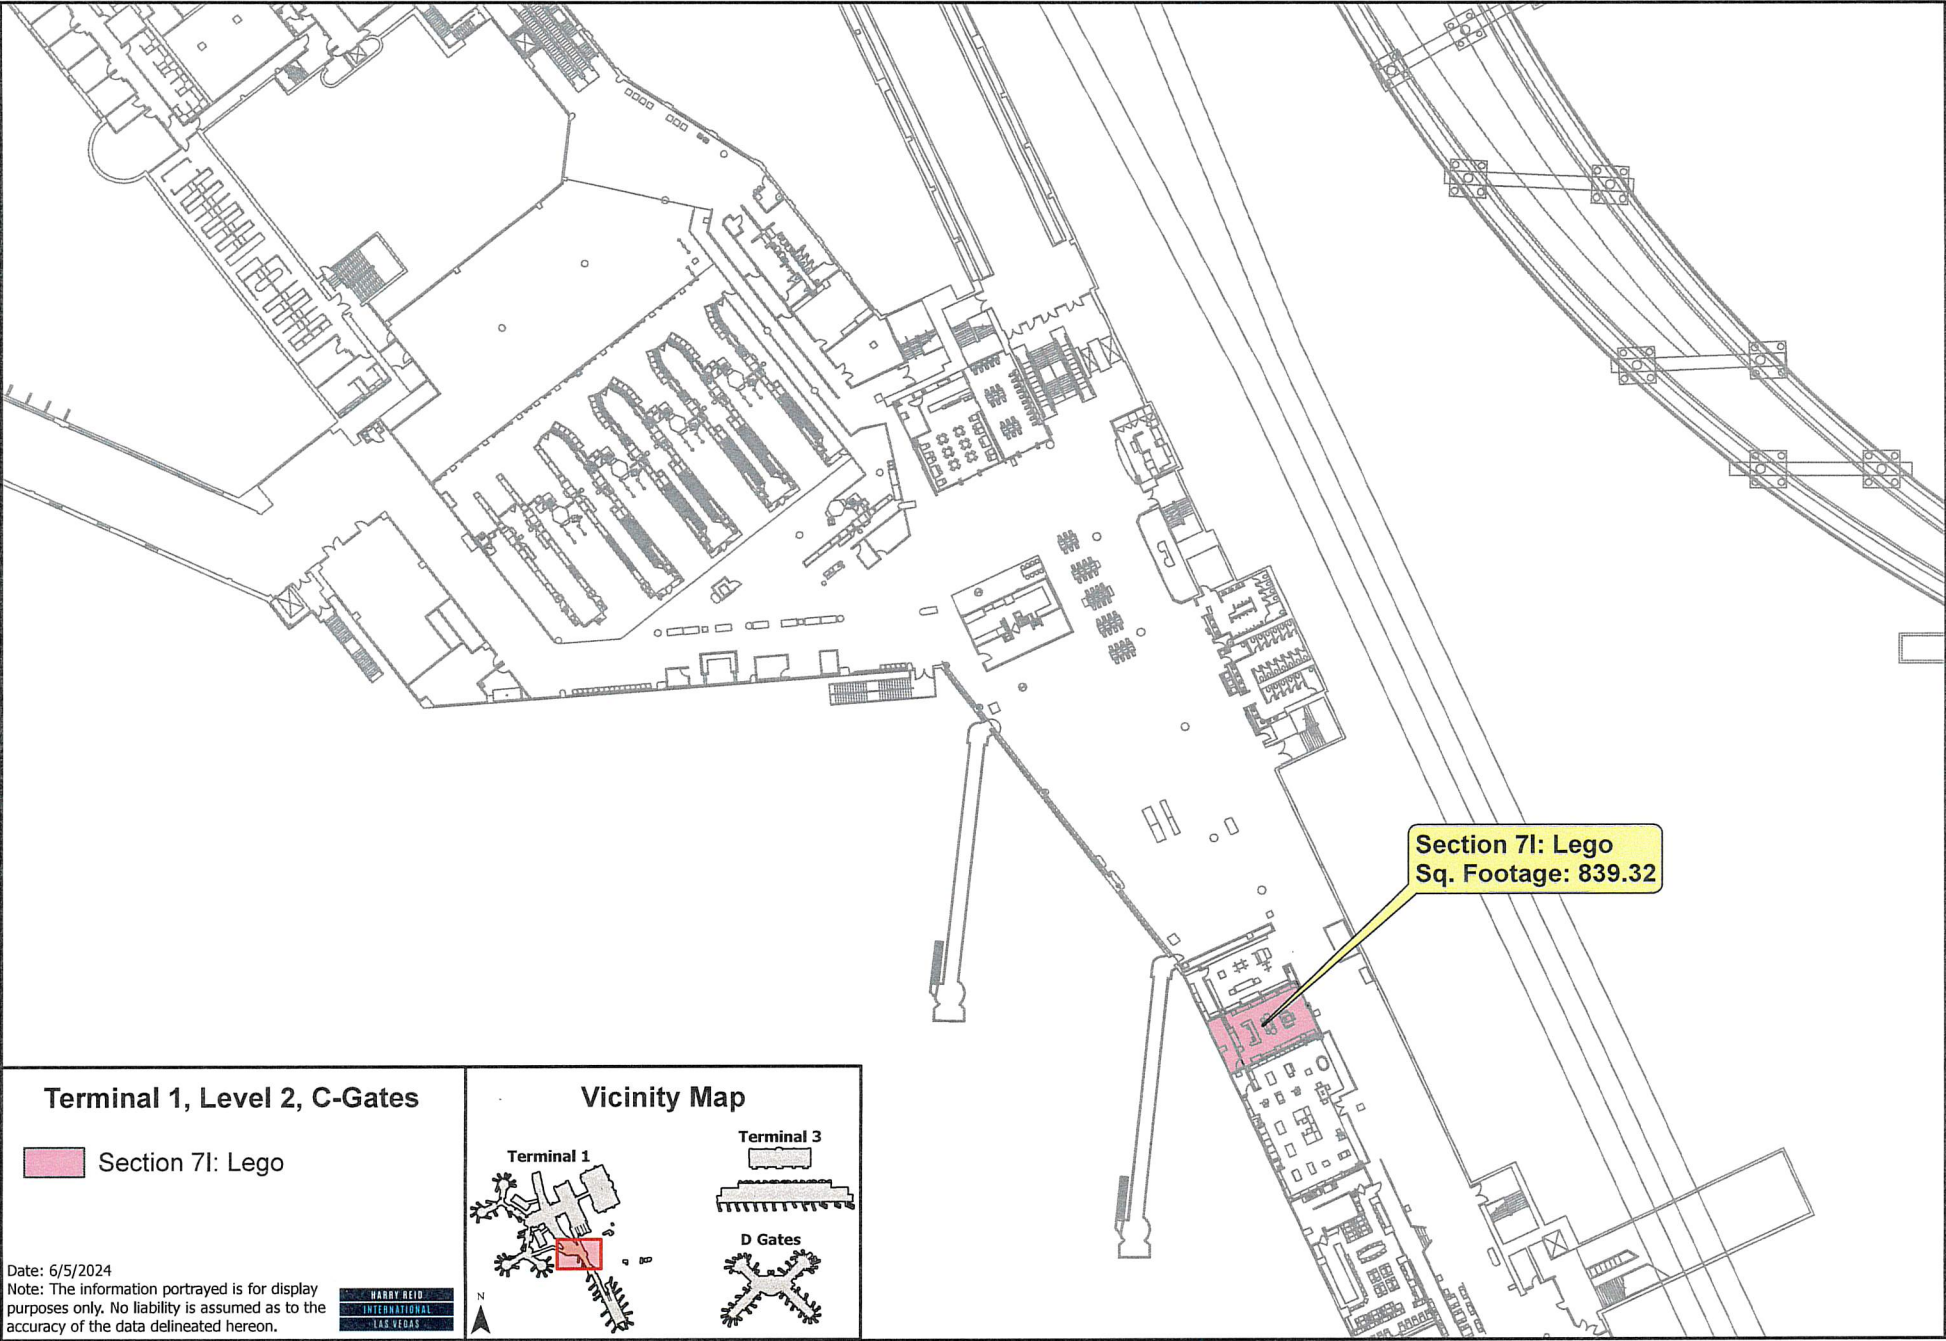 Section 7I: Lego
Sq. Footage: 839.32
Terminal 1, Level 2, C-Gates
Section 7I: Lego
Date: 6/5/2024
Note: The information portrayed is for display
purposes only. No liability is assumed as to the
accuracy of the data delineated hereon.
HARRY REID
INTERNATIONAL
LAS VEGAS
Vicinity Map
Terminal 3
Terminal 1
D Gates
N